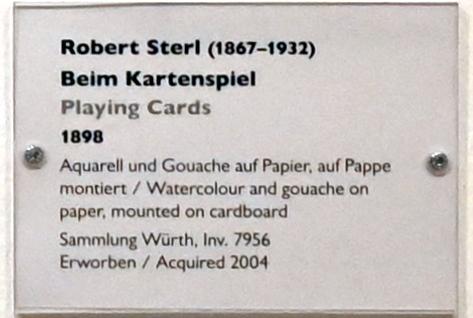 Robert Sterl (1867–1932)
Beim Kartenspiel
Playing Cards
1898
Aquarell und Gouache auf Papier, auf Pappe
montiert / Watercolour and gouache on
paper, mounted on cardboard
Sammlung Würth, Inv. 7956
Erworben / Acquired 2004